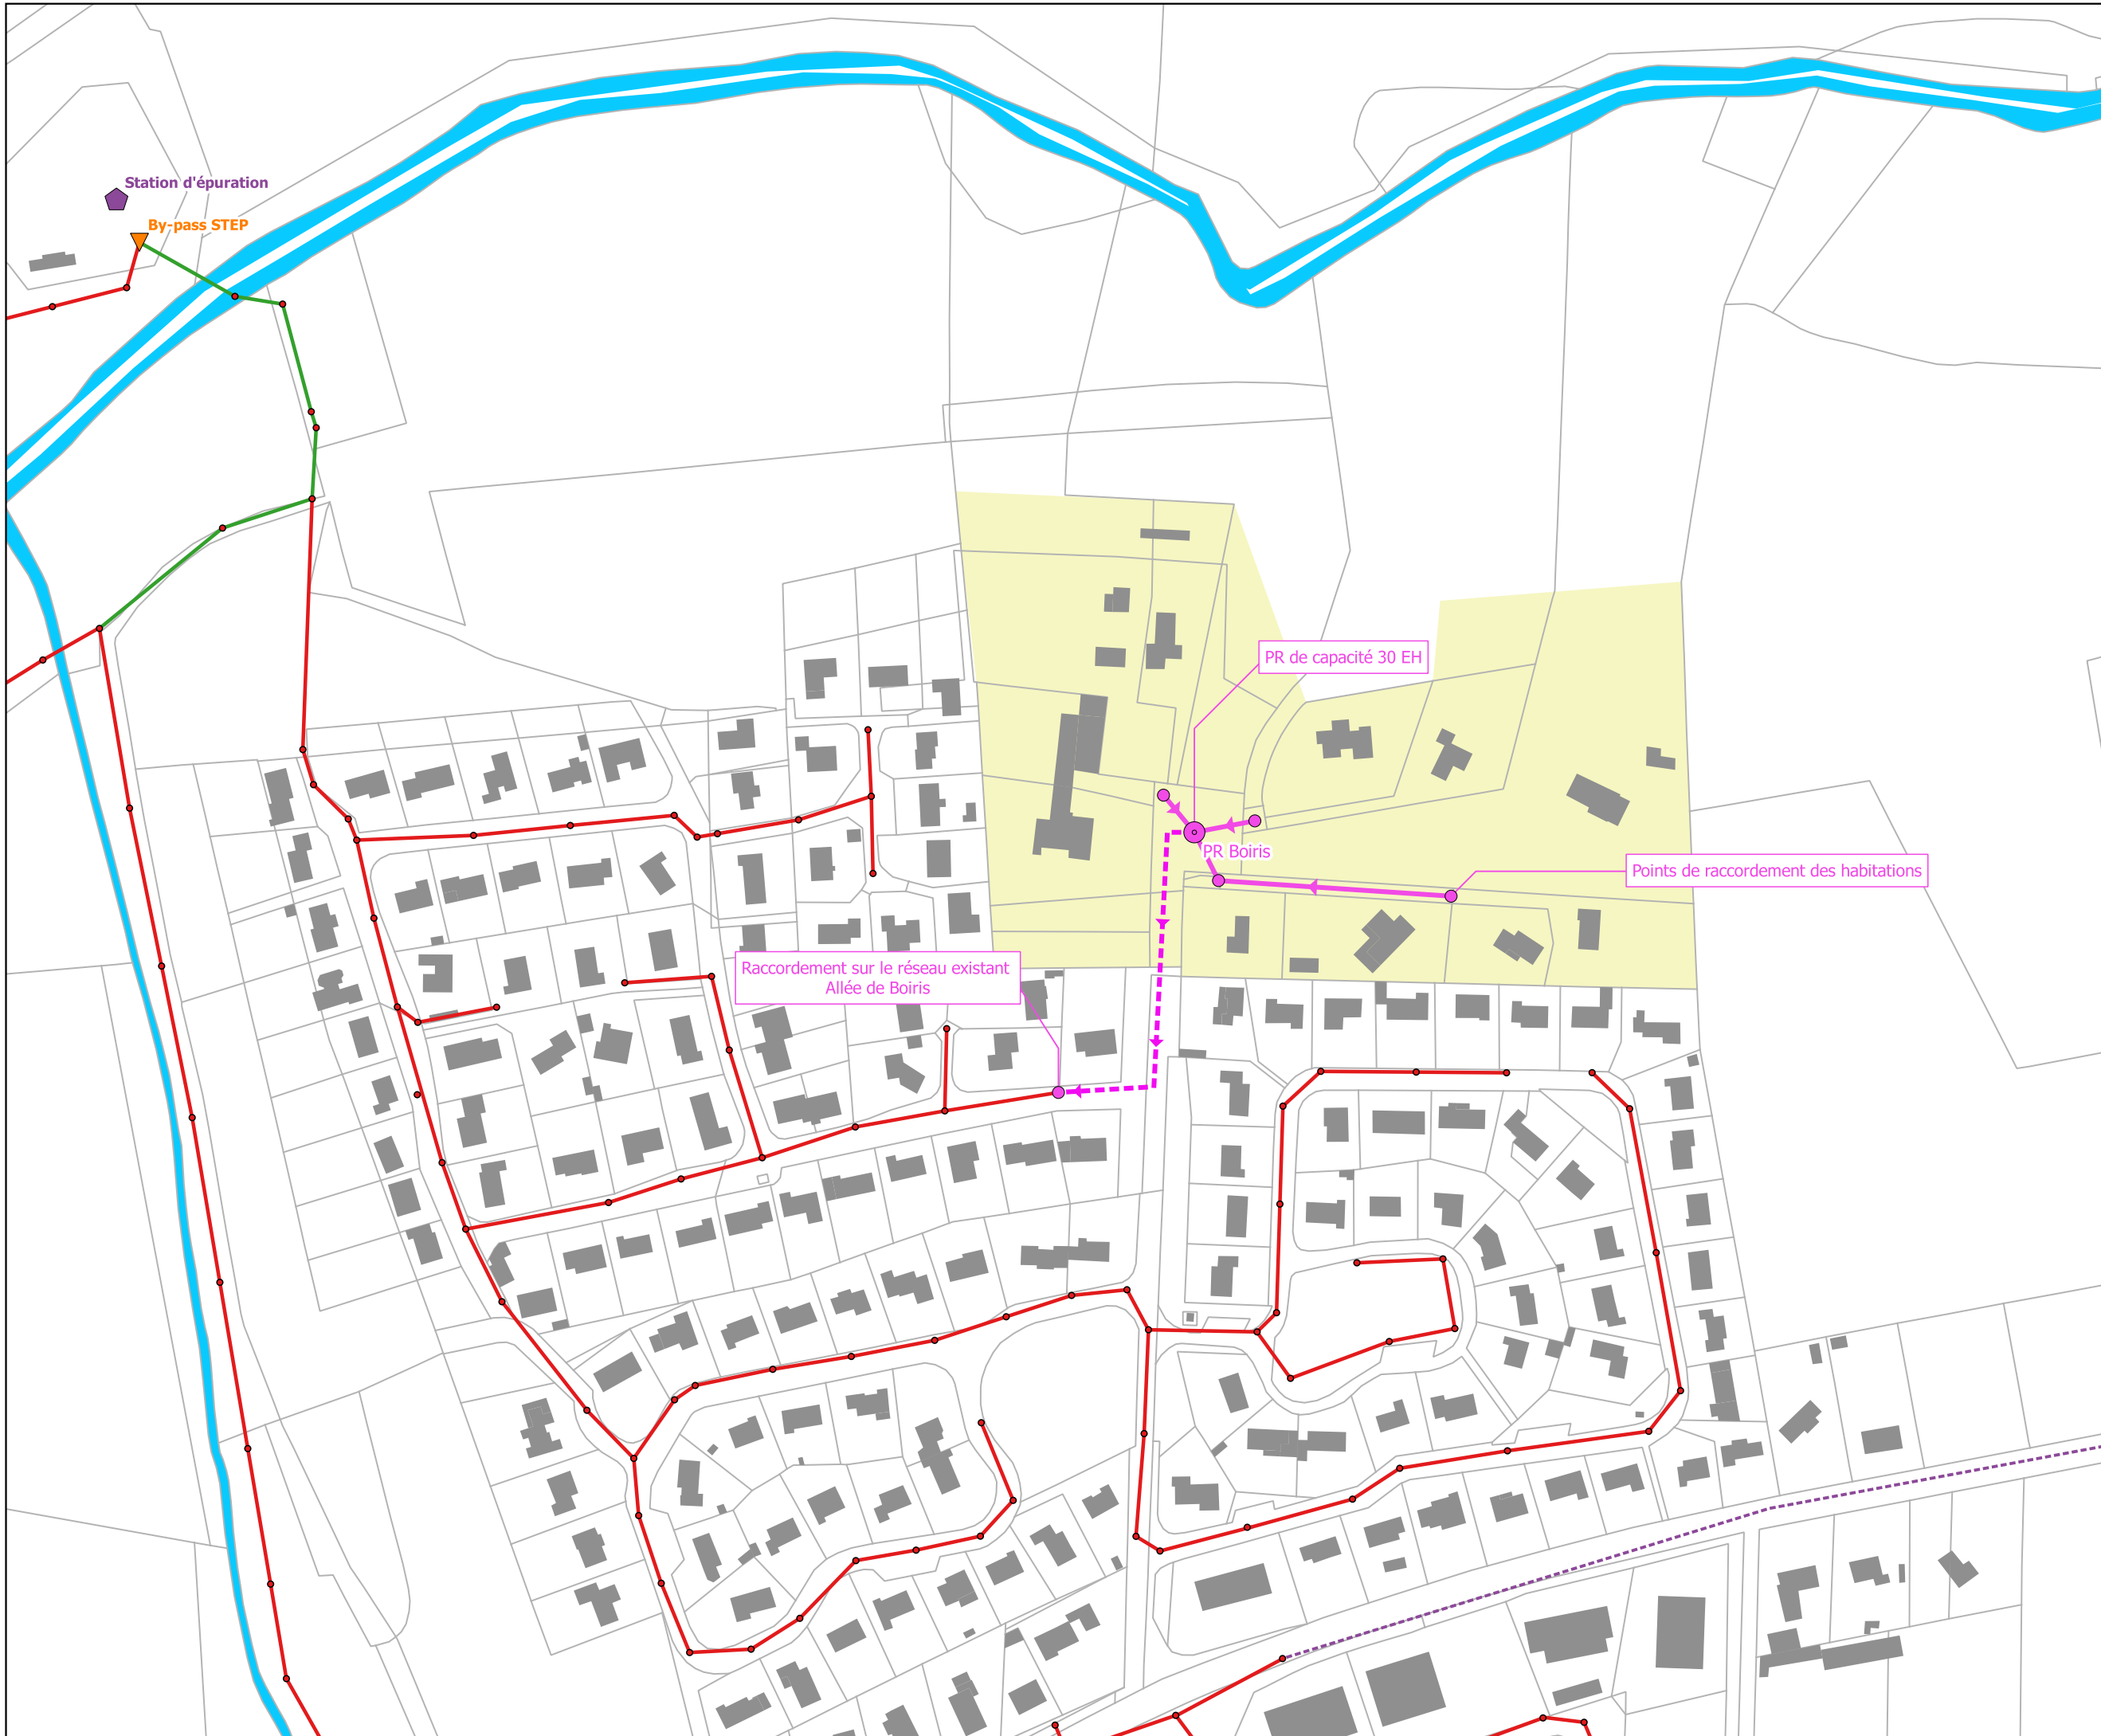 Station d'épuration
By-pass STEP
PR de capacité 30 EH
PR Boiris
Points de raccordement des habitations
Raccordement sur le réseau existant
Allée de Boiris